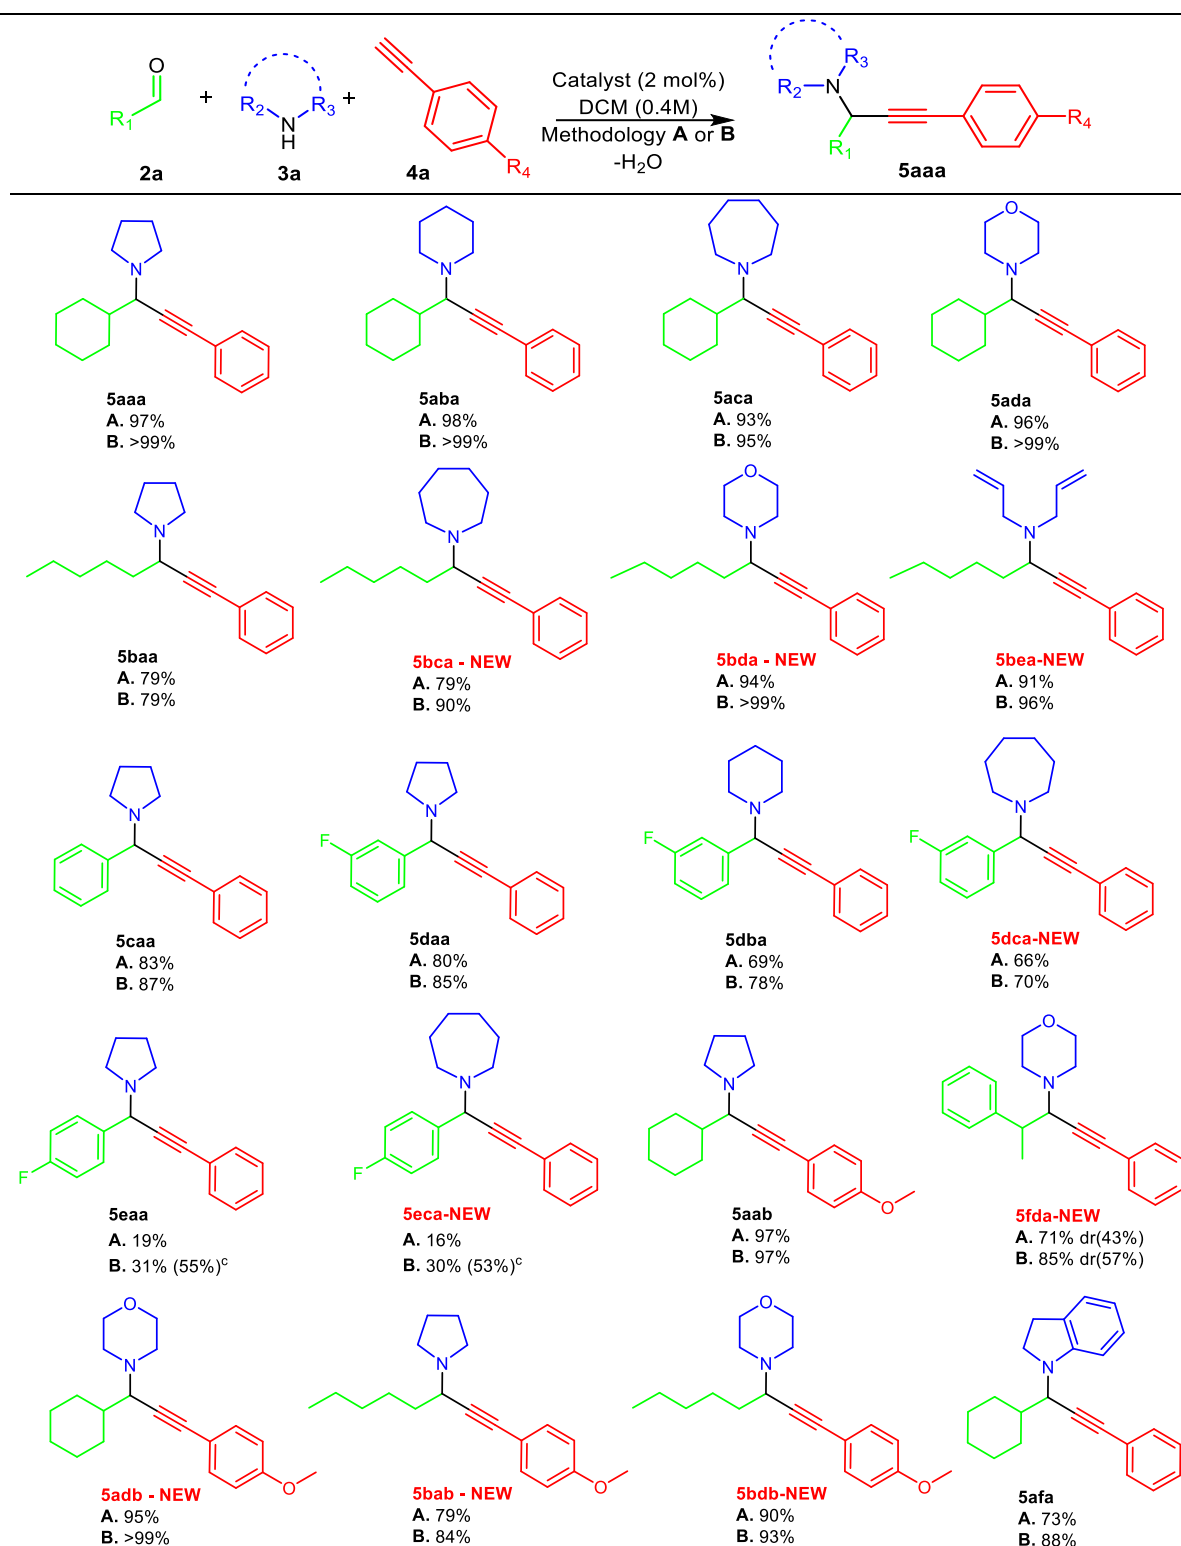 O
R1
+
R2
R3
N
H
+
R4
Catalyst (2 mol%)
DCM (0.4M)
Methodology A or B
-H2O
R2
N
R3
R1
R4
2a
3a
4a
5aaa
N
N
N
O
N
5aaa
A. 97%
B. >99%
5aba
A. 98%
B. >99%
5aca
A. 93%
B. 95%
5ada
A. 96%
B. >99%
N
N
O
N
N
5baa
A. 79%
B. 79%
5bca - NEW
A. 79%
B. 90%
5bda - NEW
A. 94%
B. >99%
5bea-NEW
A. 91%
B. 96%
N
F
N
F
N
F
N
5caa
A. 83%
B. 87%
5daa
A. 80%
B. 85%
5dba
A. 69%
B. 78%
5dca-NEW
A. 66%
B. 70%
N
F
N
F
N
O
O
N
5eaa
A. 19%
B. 31% (55%)c
5eca-NEW
A. 16%
B. 30% (53%)c
5aab
A. 97%
B. 97%
5fda-NEW
A. 71% dr(43%)
B. 85% dr(57%)
O
N
O
N
O
O
N
O
N
5adb - NEW
A. 95%
B. >99%
5bab - NEW
A. 79%
B. 84%
5bdb-NEW
A. 90%
B. 93%
5afa
A. 73%
B. 88%